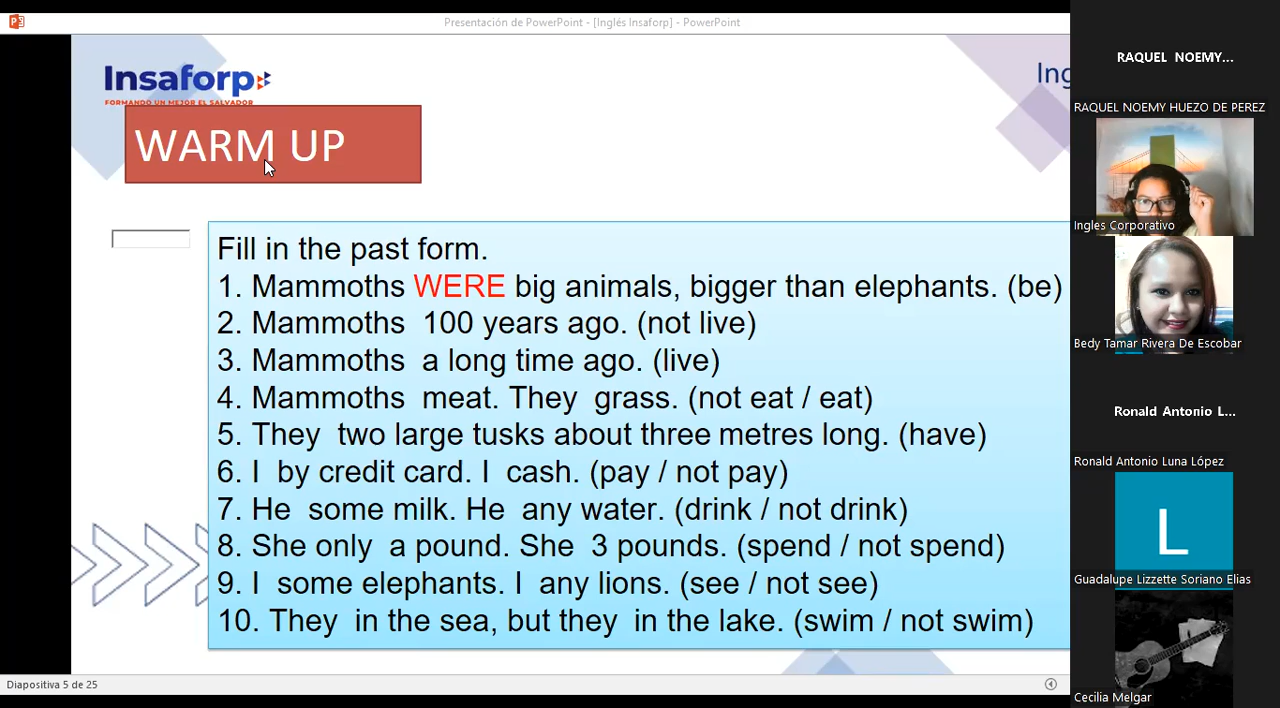 Presentación de PowerPoint - [Inglés Insaforp] - PowerPoint
Insaforp
FORMANDO UN MEJOR EL SALVADOR
Ing
WARM UP
Fill in the past form.
1. Mammoths WERE big animals, bigger than elephants. (be)
2. Mammoths 100 years ago. (not live)
3. Mammoths a long time ago. (live)
4. Mammoths meat. They grass. (not eat / eat)
5. They two large tusks about three metres long. (have)
6. I by credit card. I cash. (pay / not pay)
7. He some milk. He any water. (drink / not drink)
8. She only a pound. She 3 pounds. (spend / not spend)
9. I some elephants. I any lions. (see / not see)
10. They in the sea, but they in the lake. (swim / not swim)
Diapositiva 5 de 25
RAQUEL NOEMY...
RAQUEL NOEMY HUEZO DE PEREZ
Ingles Corporativo
Bedy Tamar Rivera De Escobar
Ronald Antonio L...
Ronald Antonio Luna López
L
Guadalupe Lizzette Soriano Elias
Cecilia Melgar